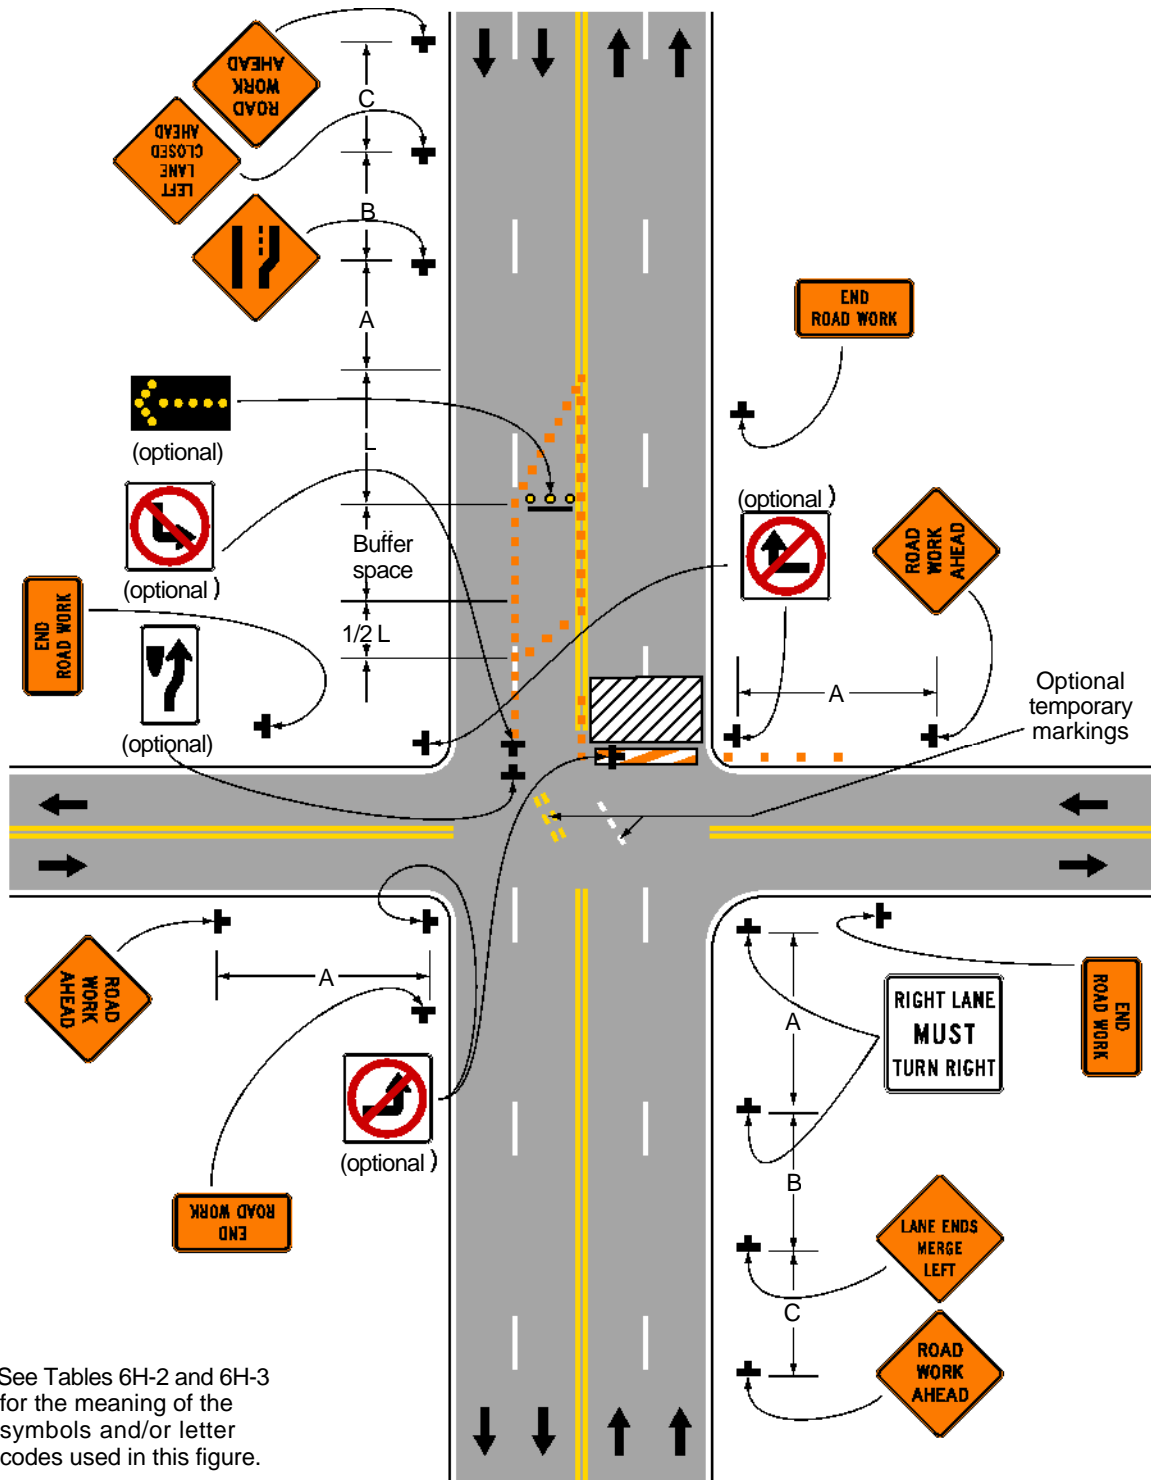 ROAD
WORK
AHEAD
C
LEFT
LANE
CLOSED
AHEAD
B
A
END
ROAD WORK
(optional)
L
(optional )
ROAD
WORK
AHEAD
Buffer
space
(optional )
END
ROAD WORK
1/2 L
A
Optional
temporary
markings
(optional)
ROAD
WORK
AHEAD
A
RIGHT LANE
MUST
TURN RIGHT
END
ROAD WORK
A
(optional )
B
END
ROAD WORK
LANE ENDS
MERGE
LEFT
C
ROAD
WORK
AHEAD
See Tables 6H-2 and 6H-3
for the meaning of the
symbols and/or letter
codes used in this figure.